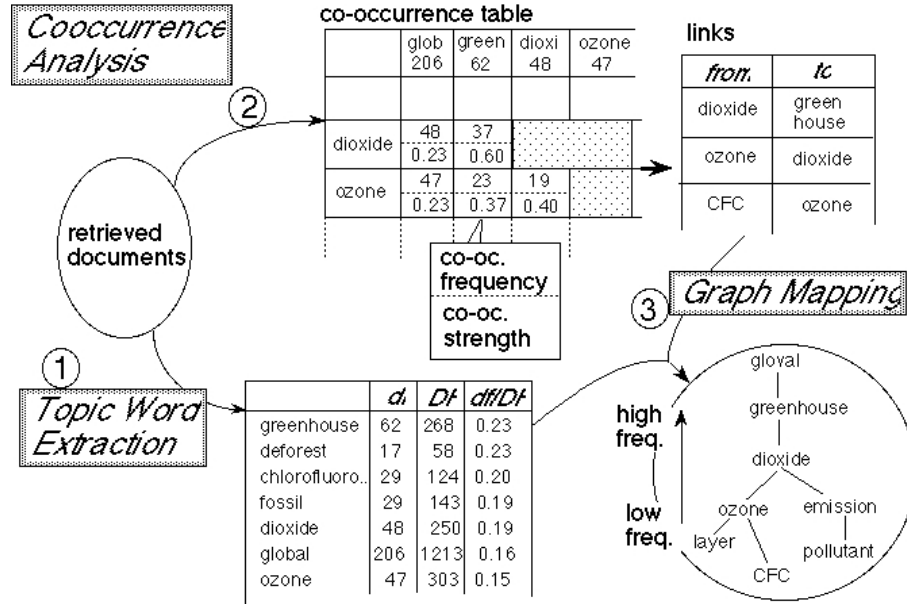 Cooccurrence
Analysis
co-occurrence table
glob green dioxi ozone
206 62 48 47
dioxide 48 37
0.23 0.60
ozone 47 23 19
0.23 0.37 0.40
co-oc.
frequency
co-oc.
strength
links
from tc
dioxide green
house
ozone dioxide
CFC ozone
2
retrieved
documents
1
Topic Word
Extraction
df DF df/DF
greenhouse 62 268 0.23
deforest 17 58 0.23
chlorofluoro.. 29 124 0.20
fossil 29 143 0.19
dioxide 48 250 0.19
global 206 1213 0.16
ozone 47 303 0.15
3
Graph Mapping
high
freq.
low
freq.
gloval
greenhouse
dioxide
ozone emission
layer pollutant
CFC